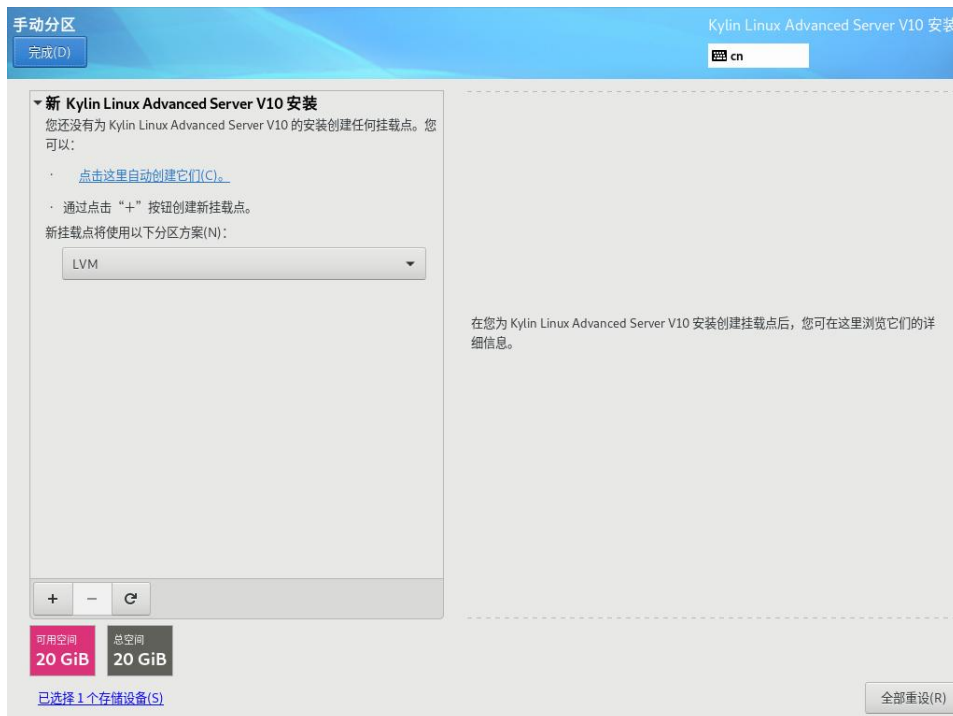 手动分区
Kylin Linux Advanced Server V10 安装
完成(D)
cn
新 Kylin Linux Advanced Server V10 安装
您还没有为 Kylin Linux Advanced Server V10 的安装创建任何挂载点。您
可以：
· 点击这里自动创建它们(C)。
· 通过点击“+”按钮创建新挂载点。
新挂载点将使用以下分区方案(N)：
LVM
在您为 Kylin Linux Advanced Server V10 安装创建挂载点后，您可在这里浏览它们的详
细信息。
+ − 
可用空间
20 GiB
总空间
20 GiB
已选择 1 个存储设备(S)
全部重设(R)